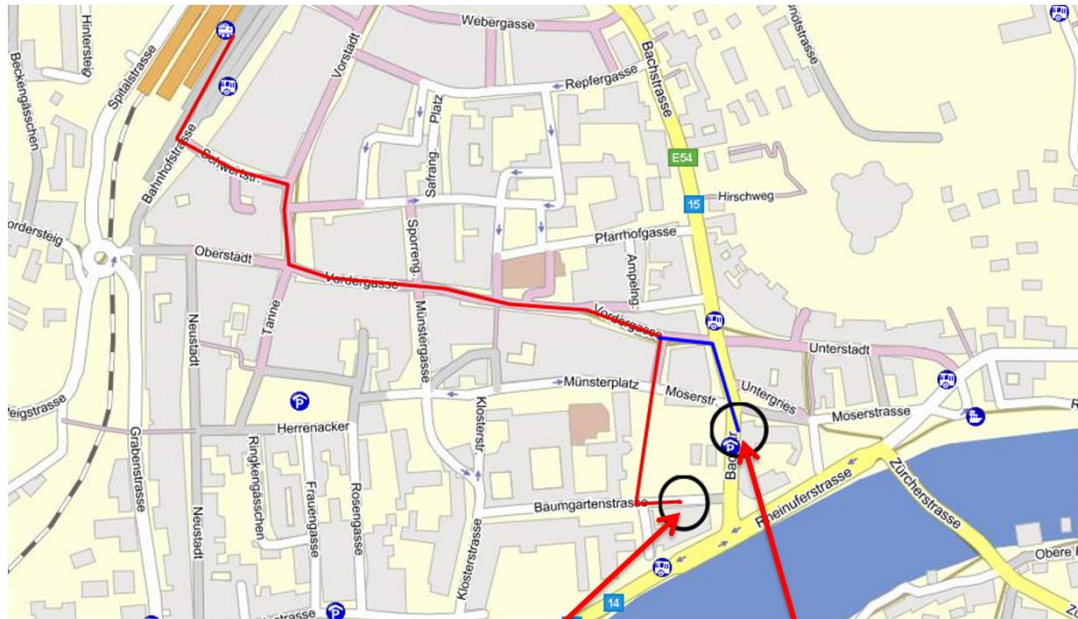 Hintersteig
Webergasse
Beckengässchen
Spitalstrasse
Vorstadt
Bachstrasse
Repfergasse
Platz
Safrang.
Bahnhofstrasse
Schwertstr.
E54
15
Hirschweg
Sporreng.
Pfarrhofgasse
Ampelng.
Oberstadt
Vordergasse
Vordergasse
Tanne
Neustadt
Münstergasse
Unterstadt
Münsterplatz
Moserstr.
Untergries
Moserstrasse
Klosterstr.
Herrenacker
Grabenstrasse
Ringkengässchen
Frauengasse
Rosengasse
Neustadt
Baumgartenstrasse
Rheinuferstrasse
Zürcherstrasse
Klosterstrasse
Obere
14